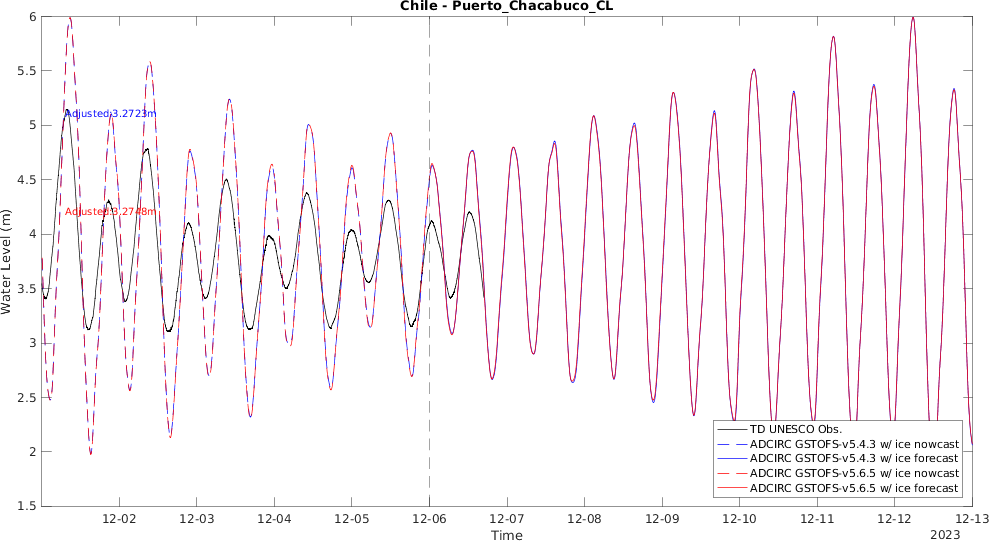 Chile - Puerto_Chacabuco_CL
6
5.5
5
4.5
4
3.5
3
2.5
2
1.5
Water Level (m)
Adjusted:3.2723m
Adjusted:3.2748m
TD UNESCO Obs.
ADCIRC GSTOFS-v5.4.3 w/ ice nowcast
ADCIRC GSTOFS-v5.4.3 w/ ice forecast
ADCIRC GSTOFS-v5.6.5 w/ ice nowcast
ADCIRC GSTOFS-v5.6.5 w/ ice forecast
12-02 12-03 12-04 12-05 12-06 12-07 12-08 12-09 12-10 12-11 12-12 12-13
Time
2023